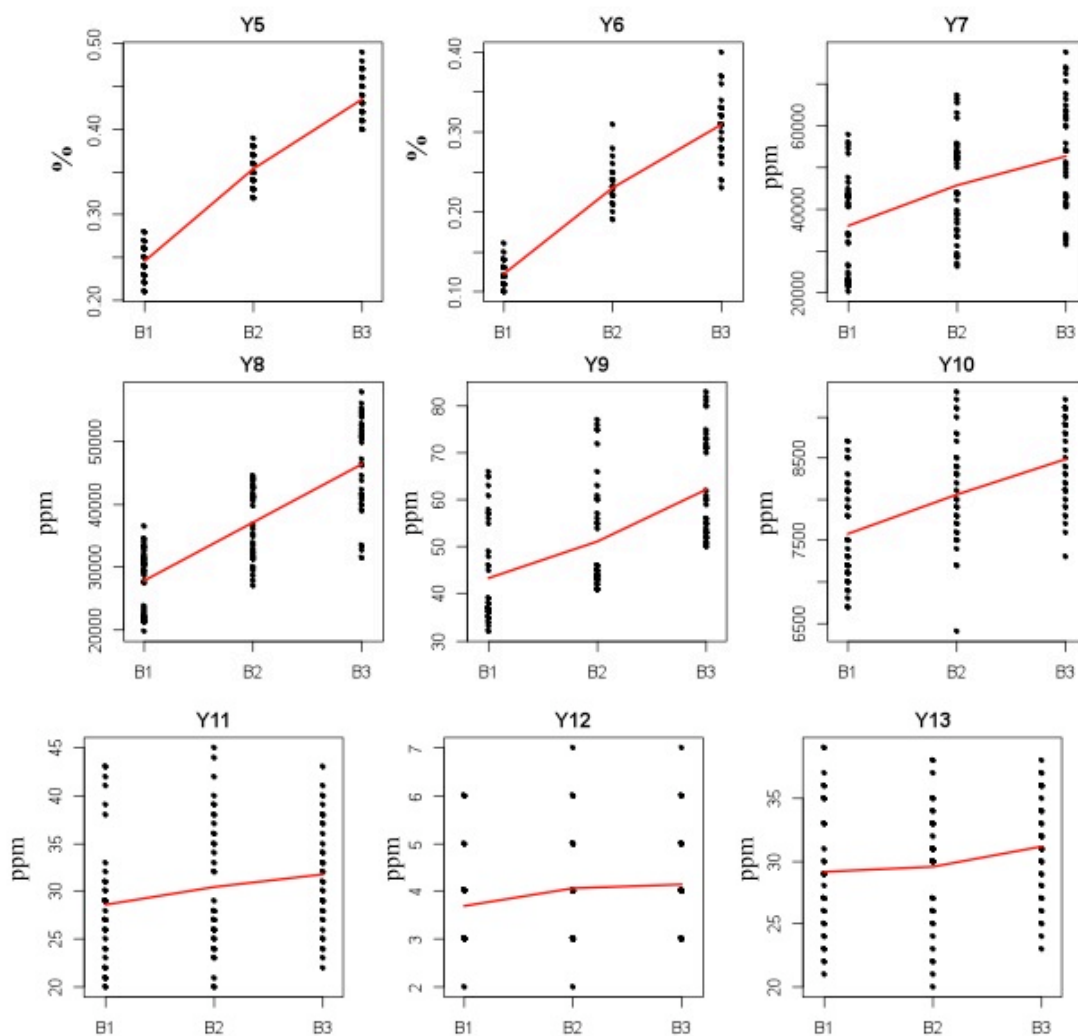 Y5
0.50
0.40
0.30
0.20
%
B1 B2 B3
Y6
0.40
0.30
0.20
0.10
%
B1 B2 B3
Y7
60000
40000
20000
ppm
B1 B2 B3
Y8
50000
40000
30000
20000
ppm
B1 B2 B3
Y9
80
70
60
50
40
30
ppm
B1 B2 B3
Y10
8500
7500
6500
ppm
B1 B2 B3
Y11
45
40
35
30
25
20
ppm
B1 B2 B3
Y12
7
6
5
4
3
2
ppm
B1 B2 B3
Y13
35
30
25
20
ppm
B1 B2 B3